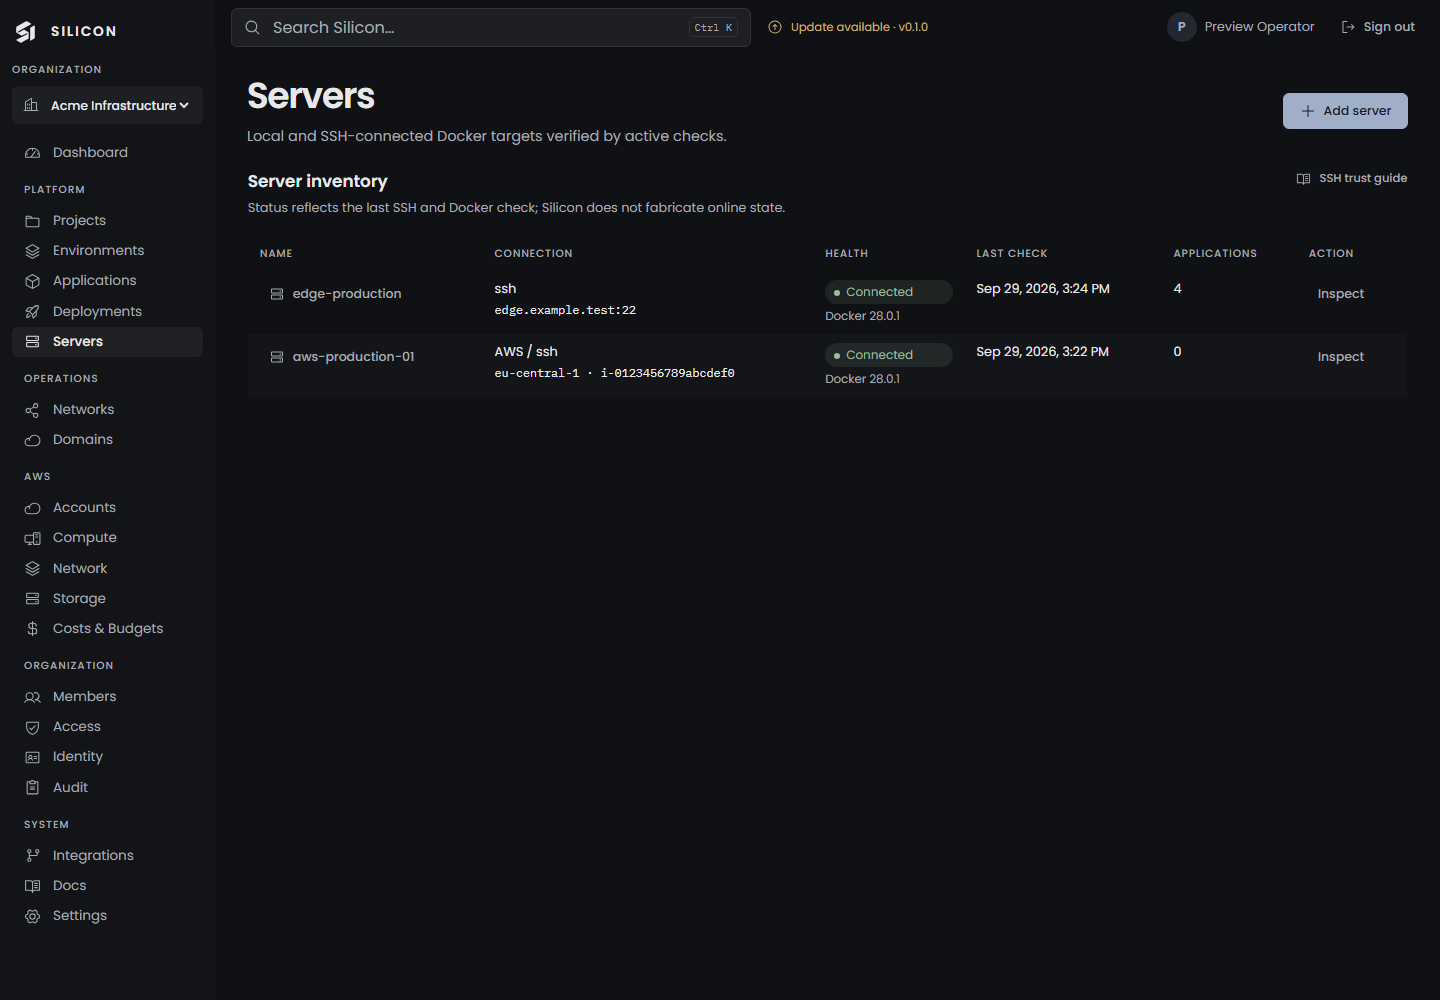 SILICON
ORGANIZATION
Acme Infrastructure
Dashboard
PLATFORM
Projects
Environments
Applications
Deployments
Servers
OPERATIONS
Networks
Domains
AWS
Accounts
Compute
Network
Storage
Costs & Budgets
ORGANIZATION
Members
Access
Identity
Audit
SYSTEM
Integrations
Docs
Settings
Search Silicon... Ctrl K
Update available · v0.1.0
P Preview Operator
Sign out
Servers
Local and SSH-connected Docker targets verified by active checks.
Add server
Server inventory
Status reflects the last SSH and Docker check; Silicon does not fabricate online state.
SSH trust guide
NAME CONNECTION HEALTH LAST CHECK APPLICATIONS ACTION
edge-production ssh Connected Sep 29, 2026, 3:24 PM 4 Inspect
edge.example.test:22 Docker 28.0.1
aws-production-01 AWS / ssh Connected Sep 29, 2026, 3:22 PM 0 Inspect
eu-central-1 · i-0123456789abcdef0 Docker 28.0.1